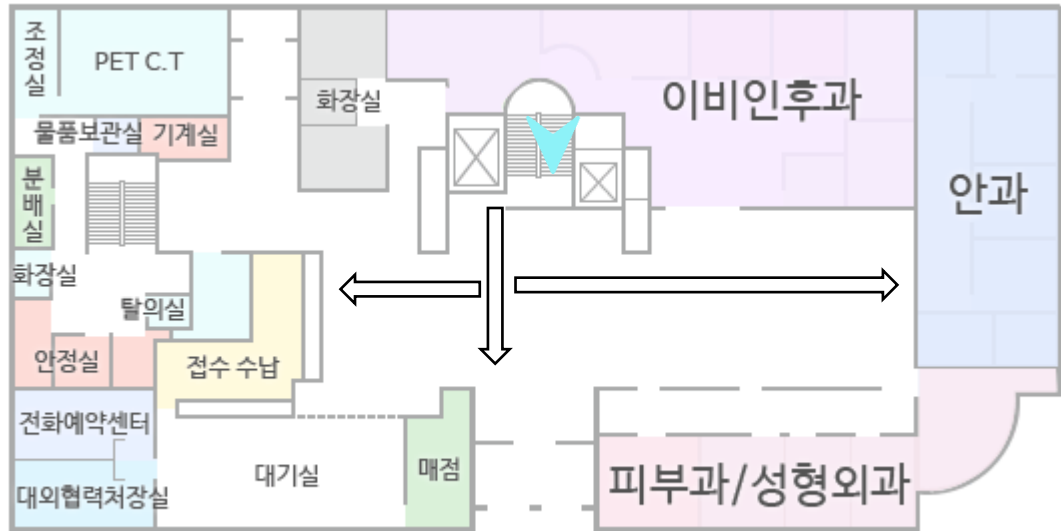 조정실
PET C.T
화장실
이비인후과
물품보관실
기계실
분배실
안과
화장실
탈의실
안정실
접수 수납
전화예약센터
대외협력처장실
대기실
매점
피부과/성형외과